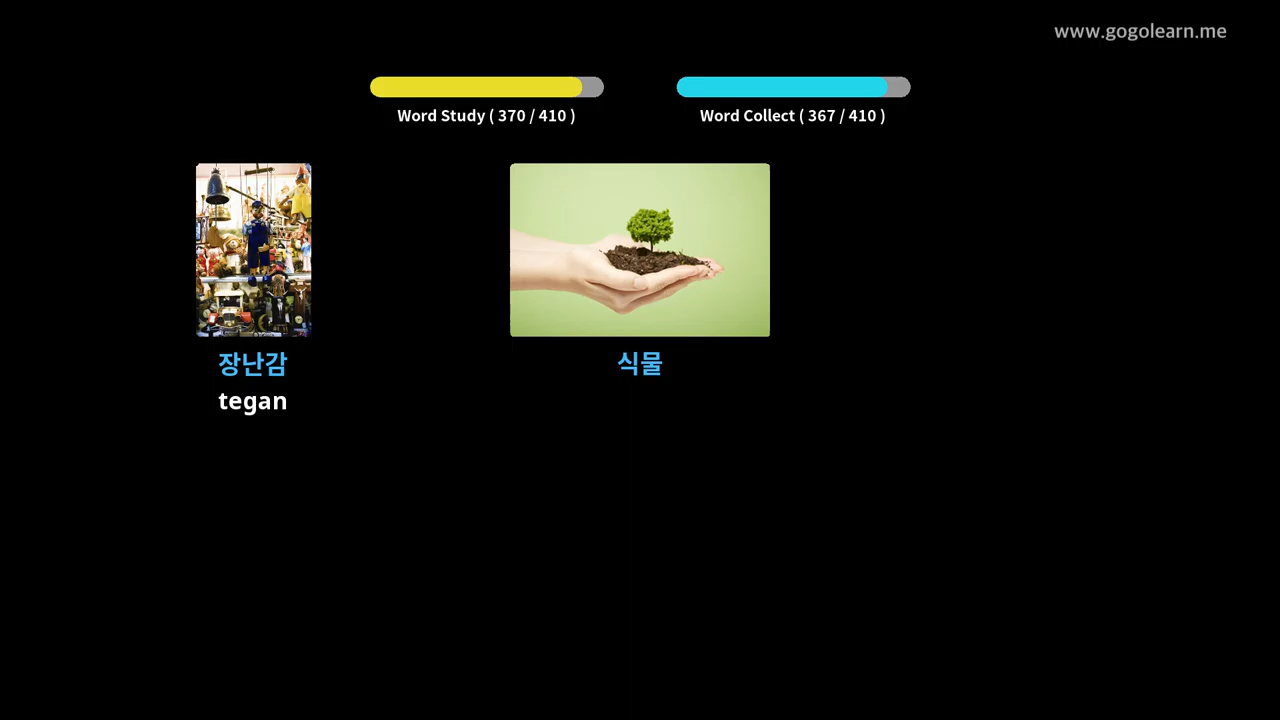 www.gogolearn.me
Word Study ( 370 / 410 )
Word Collect ( 367 / 410 )
장난감
tegan
식물